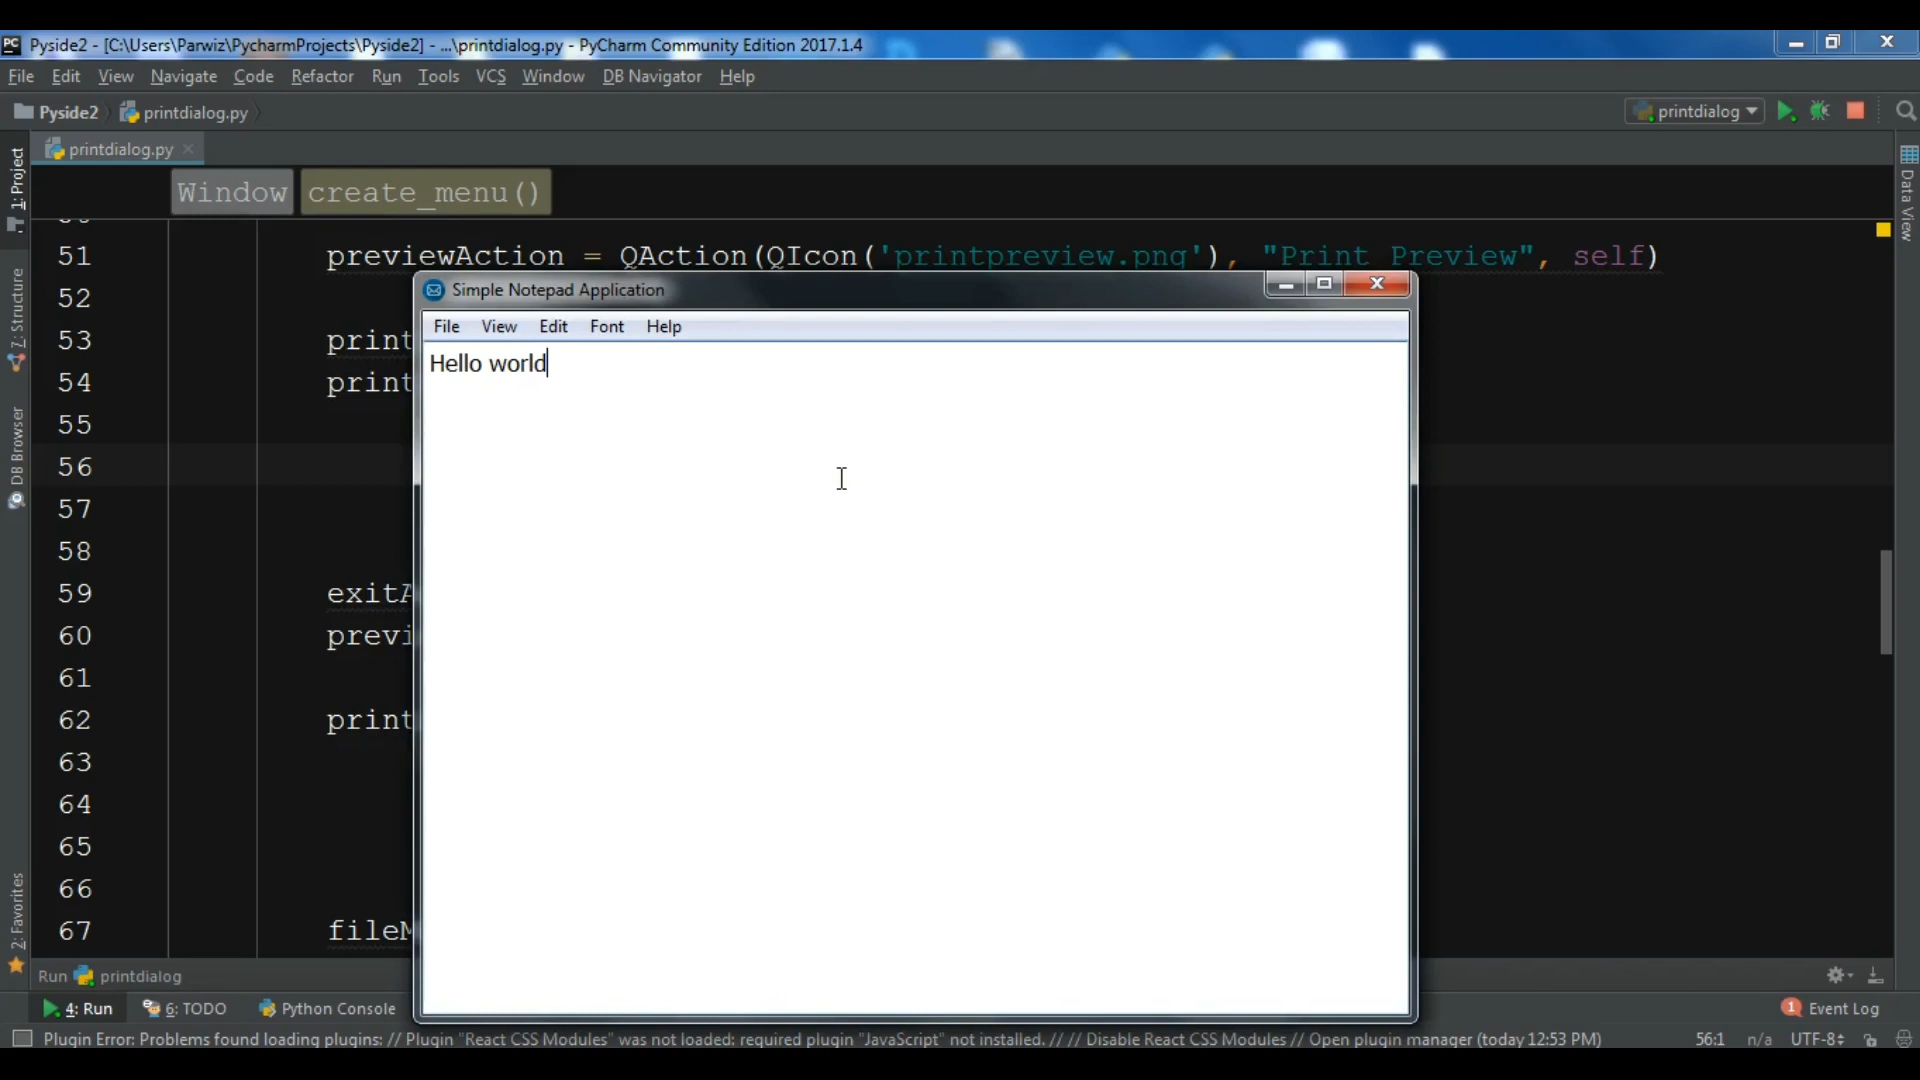 Pyside2 - [C:\Users\Parwiz\PycharmProjects\Pyside2] - ...\printdialog.py - PyCharm Community Edition 2017.1.4
File Edit View Navigate Code Refactor Run Tools VCS Window DB Navigator Help
Pyside2 printdialog.py printdialog
printdialog.py
1: Project
7: Structure
DB Browser
2: Favorites
Data View
Window create_menu()
51 previewAction = QAction(QIcon('printpreview.png'), "Print Preview", self)
52
53 print
54 print
55
56
57
58
59 exitA
60 previ
61
62 print
63
64
65
66
67 fileM
Simple Notepad Application
File View Edit Font Help
Hello world
Run printdialog
4: Run 6: TODO Python Console 1 Event Log
Plugin Error: Problems found loading plugins: // Plugin "React CSS Modules" was not loaded: required plugin "JavaScript" not installed. // // Disable React CSS Modules // Open plugin manager (today 12:53 PM) 56:1 n/a UTF-8